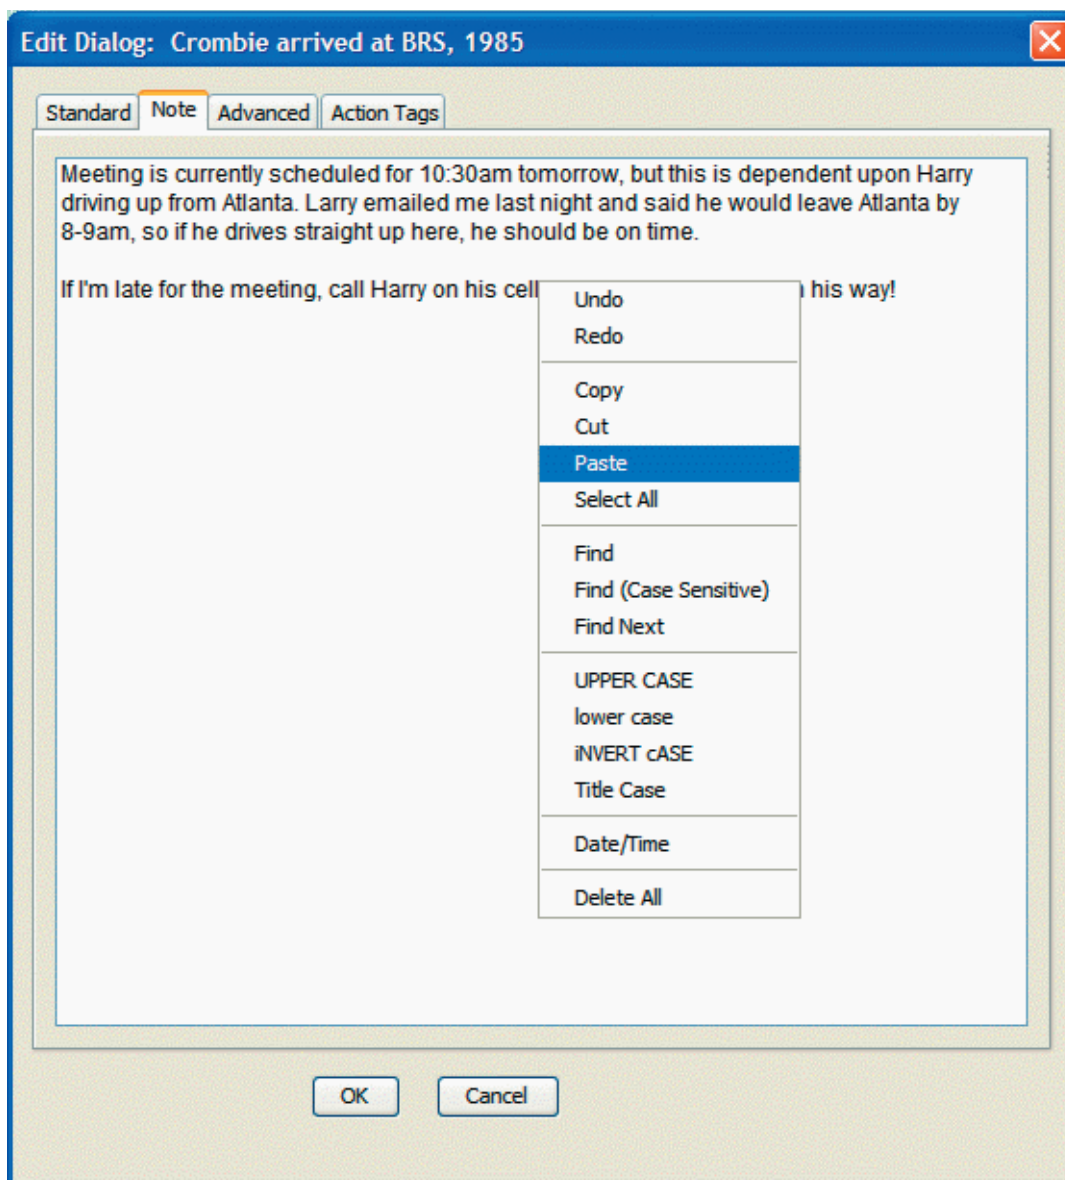 Edit Dialog: Crombie arrived at BRS, 1985
Standard Note Advanced Action Tags
Meeting is currently scheduled for 10:30am tomorrow, but this is dependent upon Harry
driving up from Atlanta. Larry emailed me last night and said he would leave Atlanta by
8-9am, so if he drives straight up here, he should be on time.
If I'm late for the meeting, call Harry on his cell his way!
Undo
Redo
Copy
Cut
Paste
Select All
Find
Find (Case Sensitive)
Find Next
UPPER CASE
lower case
iNVERT cASE
Title Case
Date/Time
Delete All
OK Cancel